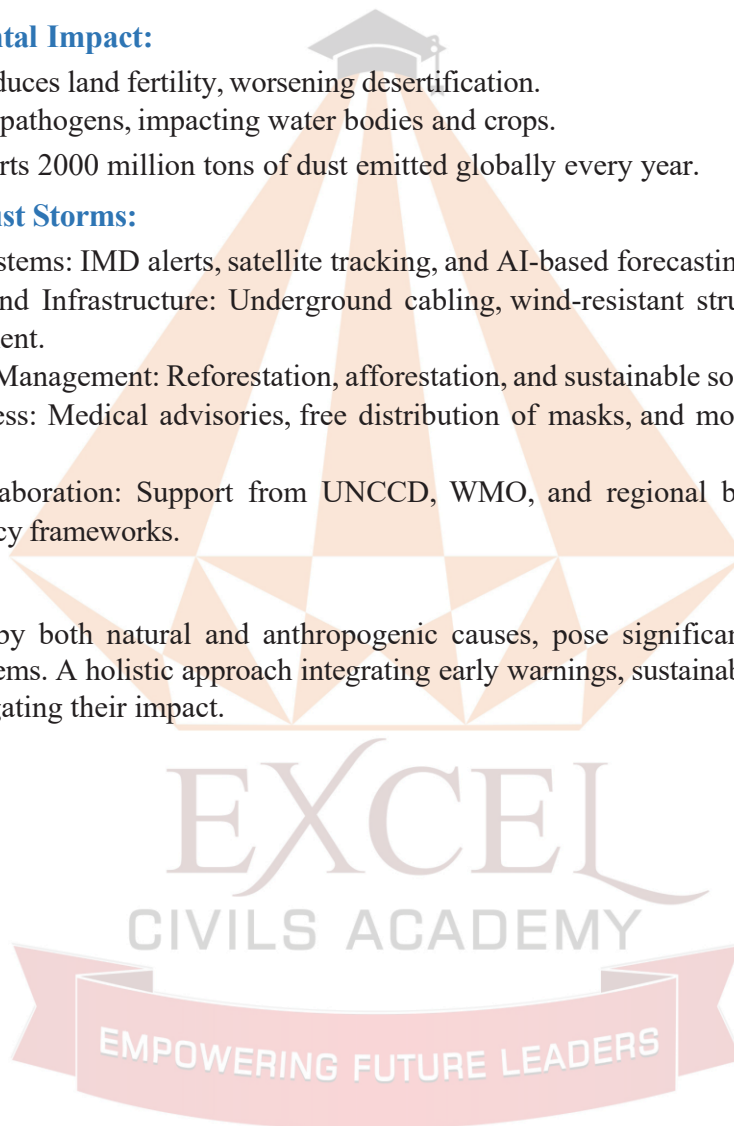 ntal Impact:
duces land fertility, worsening desertification.
pathogens, impacting water bodies and crops.
rts 2000 million tons of dust emitted globally every year.
ust Storms:
stems: IMD alerts, satellite tracking, and AI-based forecastin
nd Infrastructure: Underground cabling, wind-resistant stru
ent.
Management: Reforestation, afforestation, and sustainable so
ess: Medical advisories, free distribution of masks, and mo
aboration: Support from UNCCD, WMO, and regional b
cy frameworks.
by both natural and anthropogenic causes, pose significan
ems. A holistic approach integrating early warnings, sustainab
gating their impact.
EXCEL
CIVILS ACADEMY
EMPOWERING FUTURE LEADERS